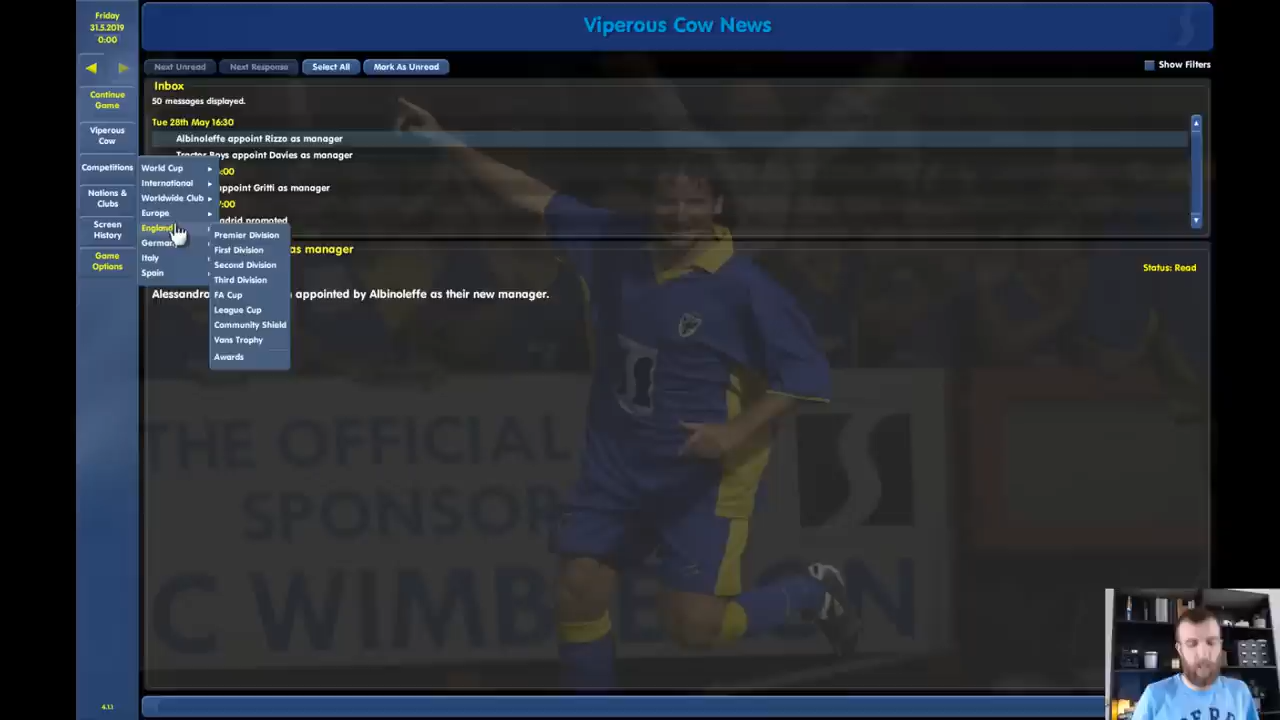 Friday
31.5.2019
0:00
Viperous Cow News
Next Unread
Next Response
Select All
Mark As Unread
Show Filters
Continue
Game
Inbox
50 messages displayed.
Tue 28th May 16:30
Albinoleffe appoint Rizzo as manager
Tractor Boys appoint Davies as manager
appoint Gritti as manager
promoted
as manager
Status: Read
Alessandro
appointed by Albinoleffe as their new manager.
Viperous
Cow
Competitions
Nations &
Clubs
Screen
History
Game
Options
World Cup
International
Worldwide Club
Europe
England
Germany
Italy
Spain
Premier Division
First Division
Second Division
Third Division
FA Cup
League Cup
Community Shield
Vans Trophy
Awards
THE OFFICIAL
SPONSOR
4.1.1